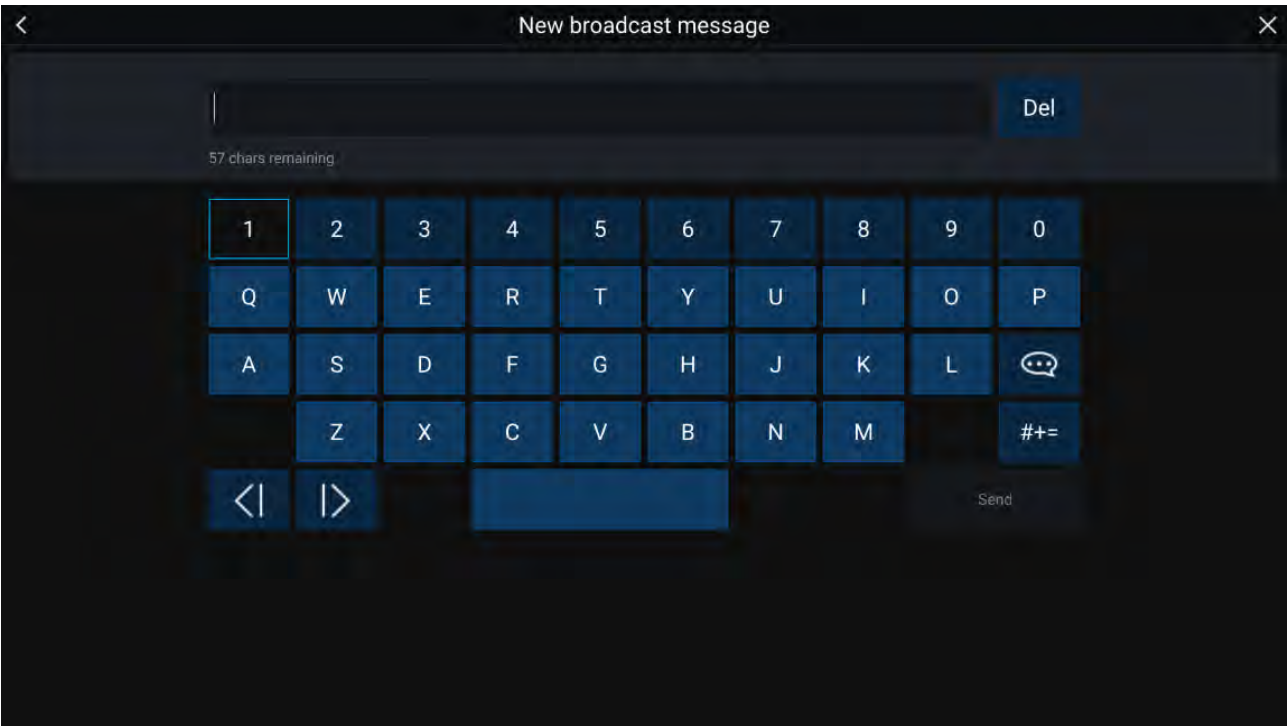 New broadcast message
Del
57 chars remaining
1 2 3 4 5 6 7 8 9 0
Q W E R T Y U I O P
A S D F G H J K L
Z X C V B N M #+=
Send